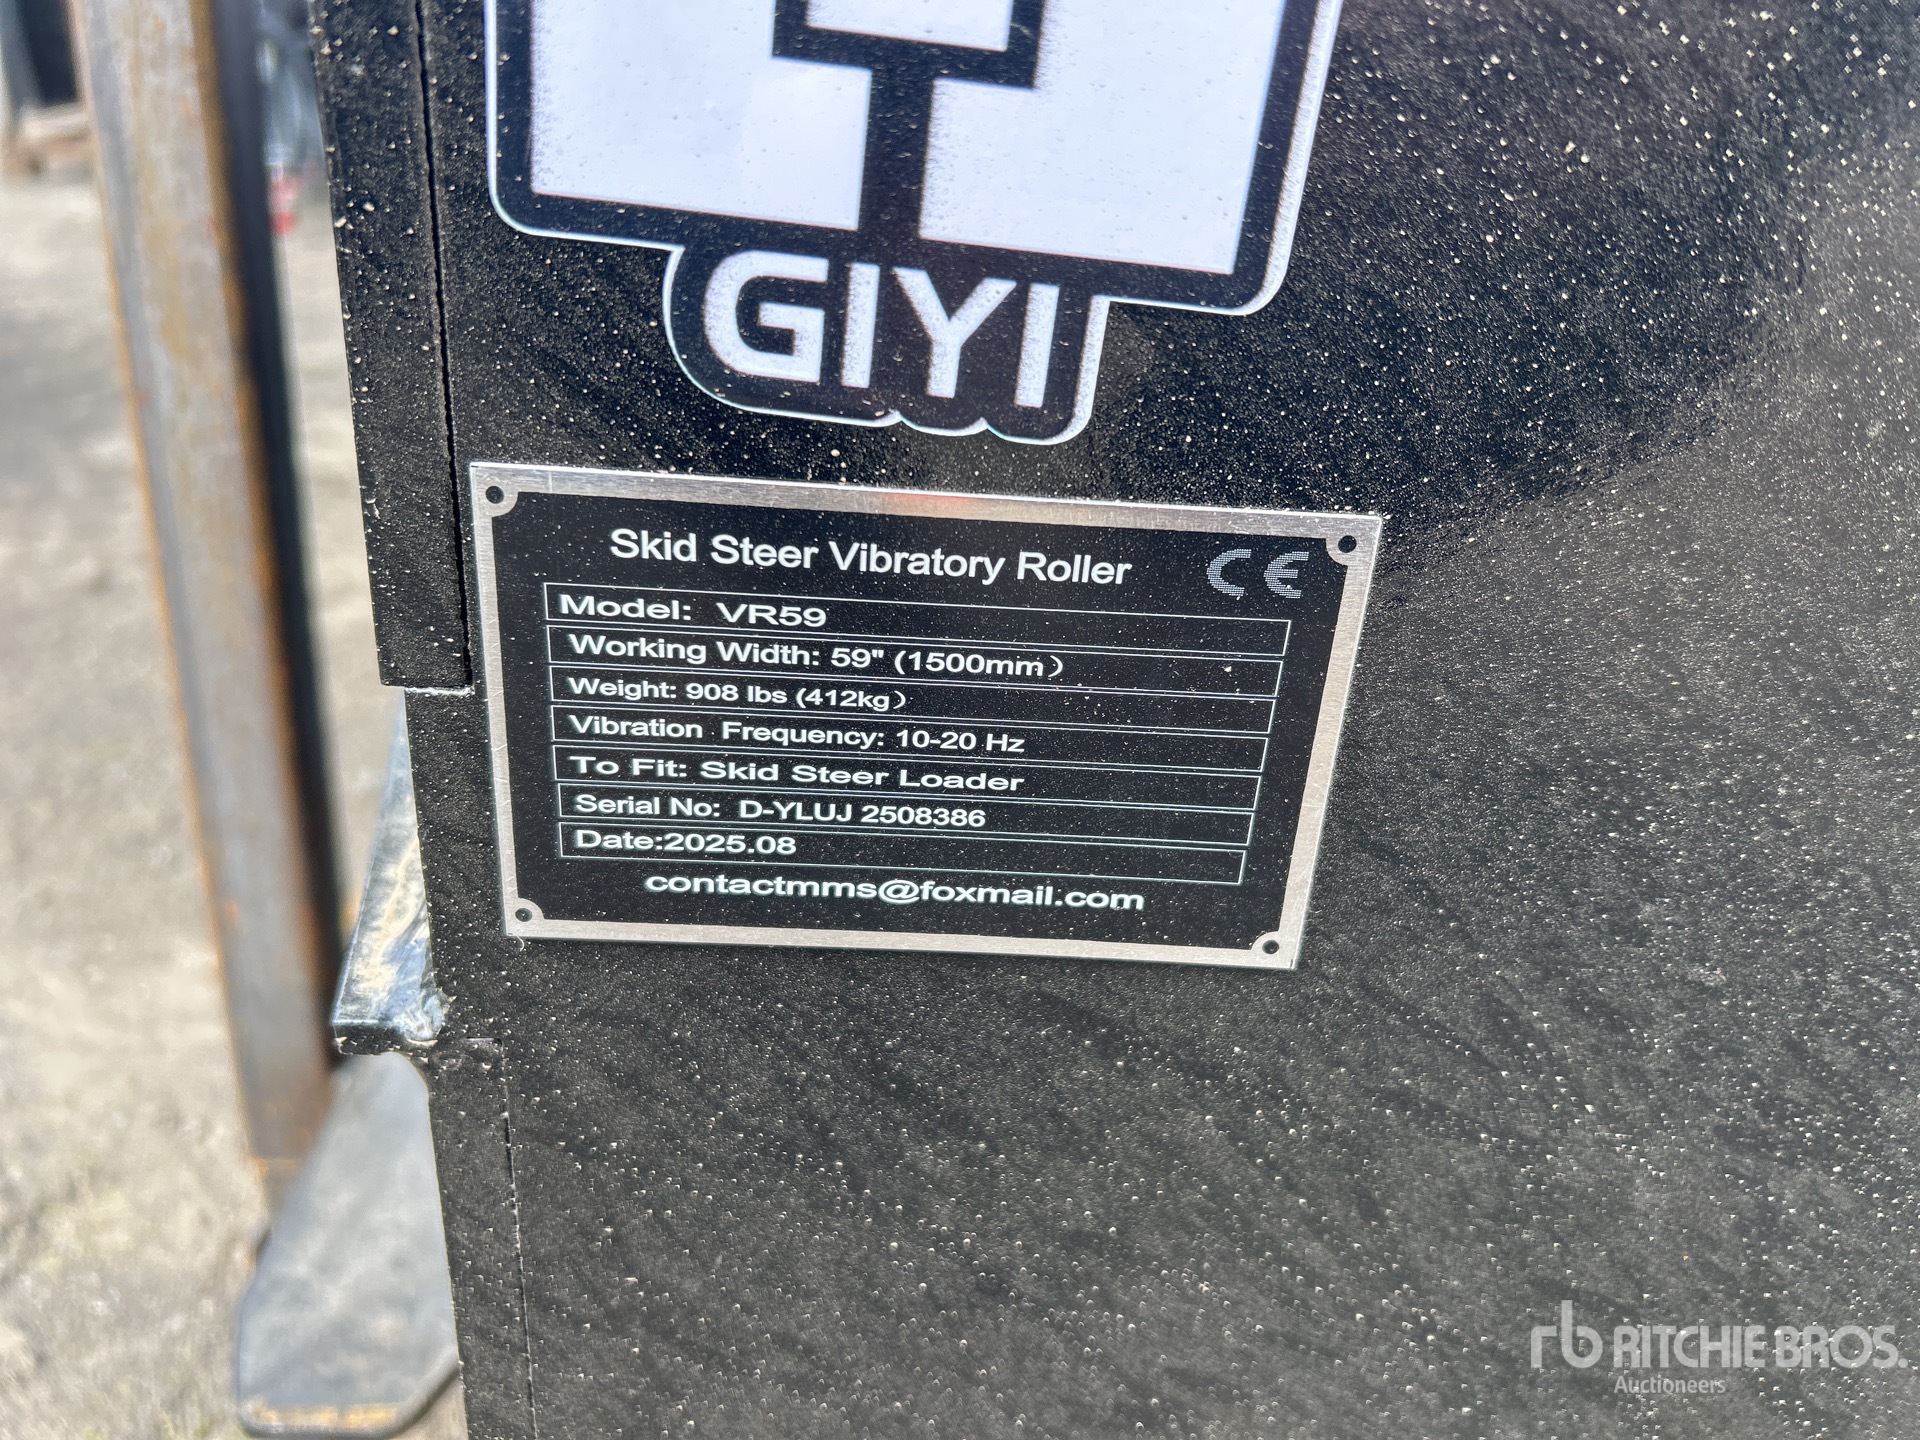 GIYI
Skid Steer Vibratory Roller CE
Model: VR59
Working Width: 59" (1500mm）
Weight: 908 lbs (412kg）
Vibration Frequency: 10-20 Hz
To Fit: Skid Steer Loader
Serial No: D-YLUJ 2508386
Date:2025.08
contactmms@foxmail.com
rb RITCHIE BROS.
Auctioneers